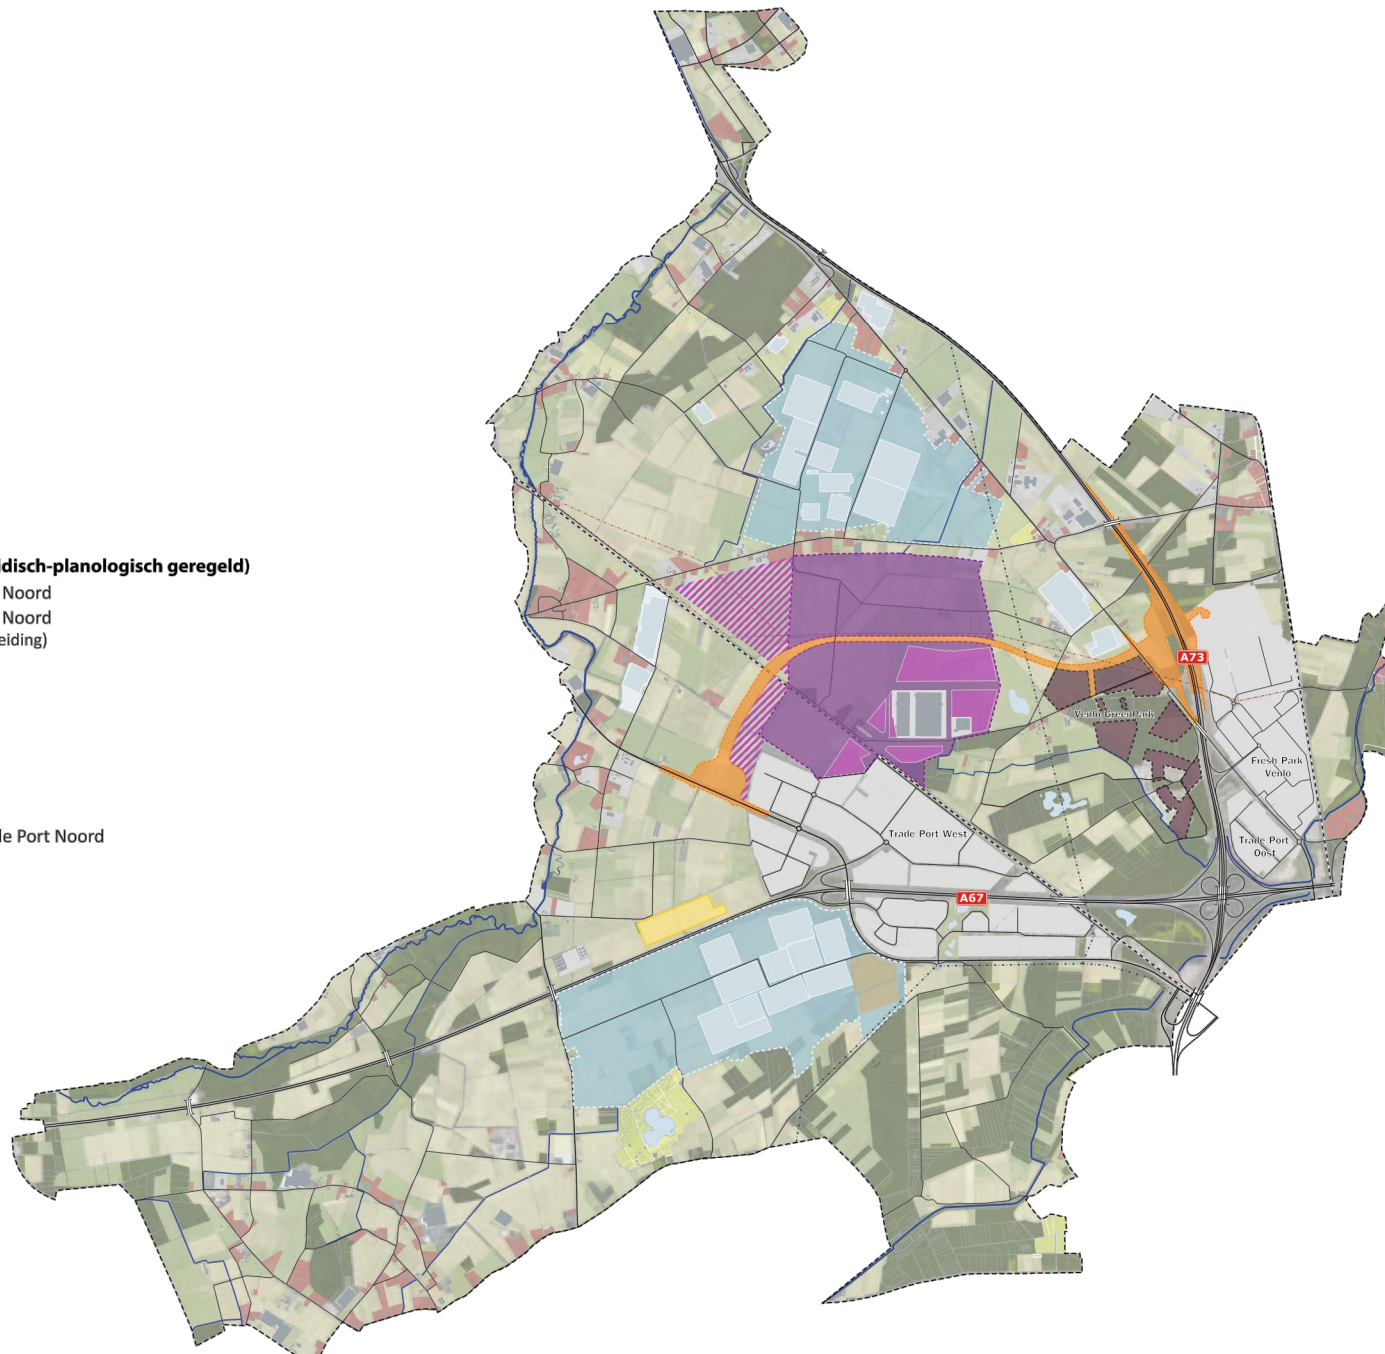 idisch-planologisch geregeld)
Noord
Noord
eiding)
A73
Venlo GreenPark
Fresh Park
Venlo
le Port Noord
Trade Port West
Trade Port
Oost
A67